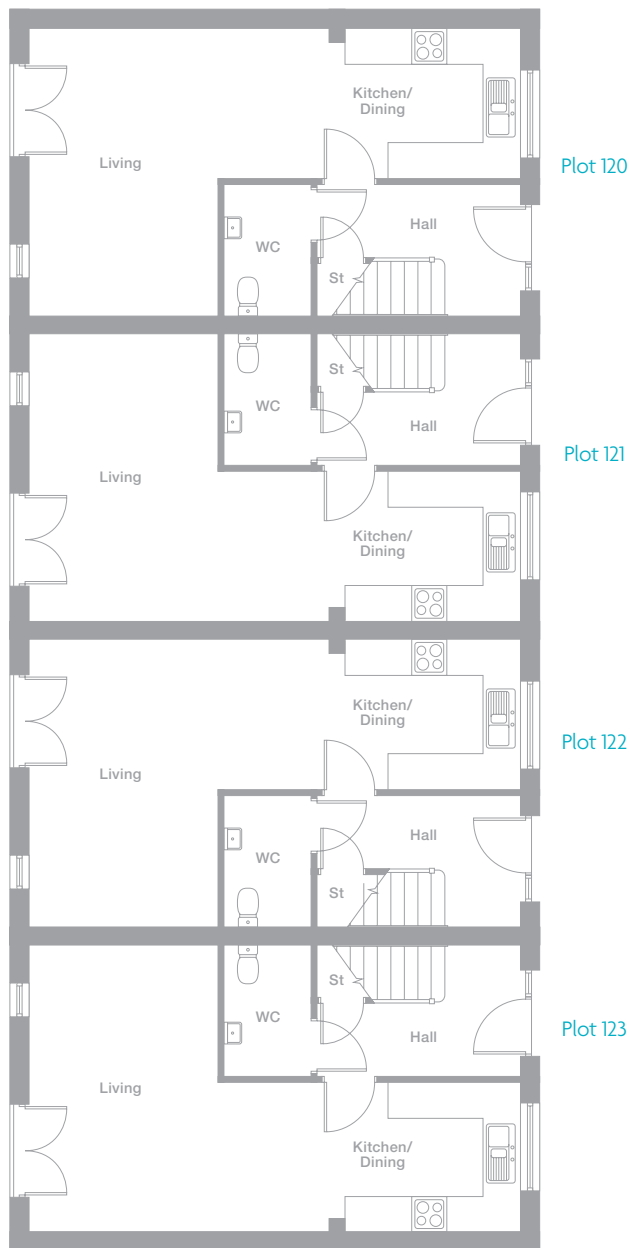 Kitchen/
Dining
Living
Plot 120
Hall
WC
St
St
WC
Hall
Plot 121
Living
Kitchen/
Dining
Kitchen/
Dining
Plot 122
Living
Hall
WC
St
St
WC
Plot 123
Hall
Living
Kitchen/
Dining